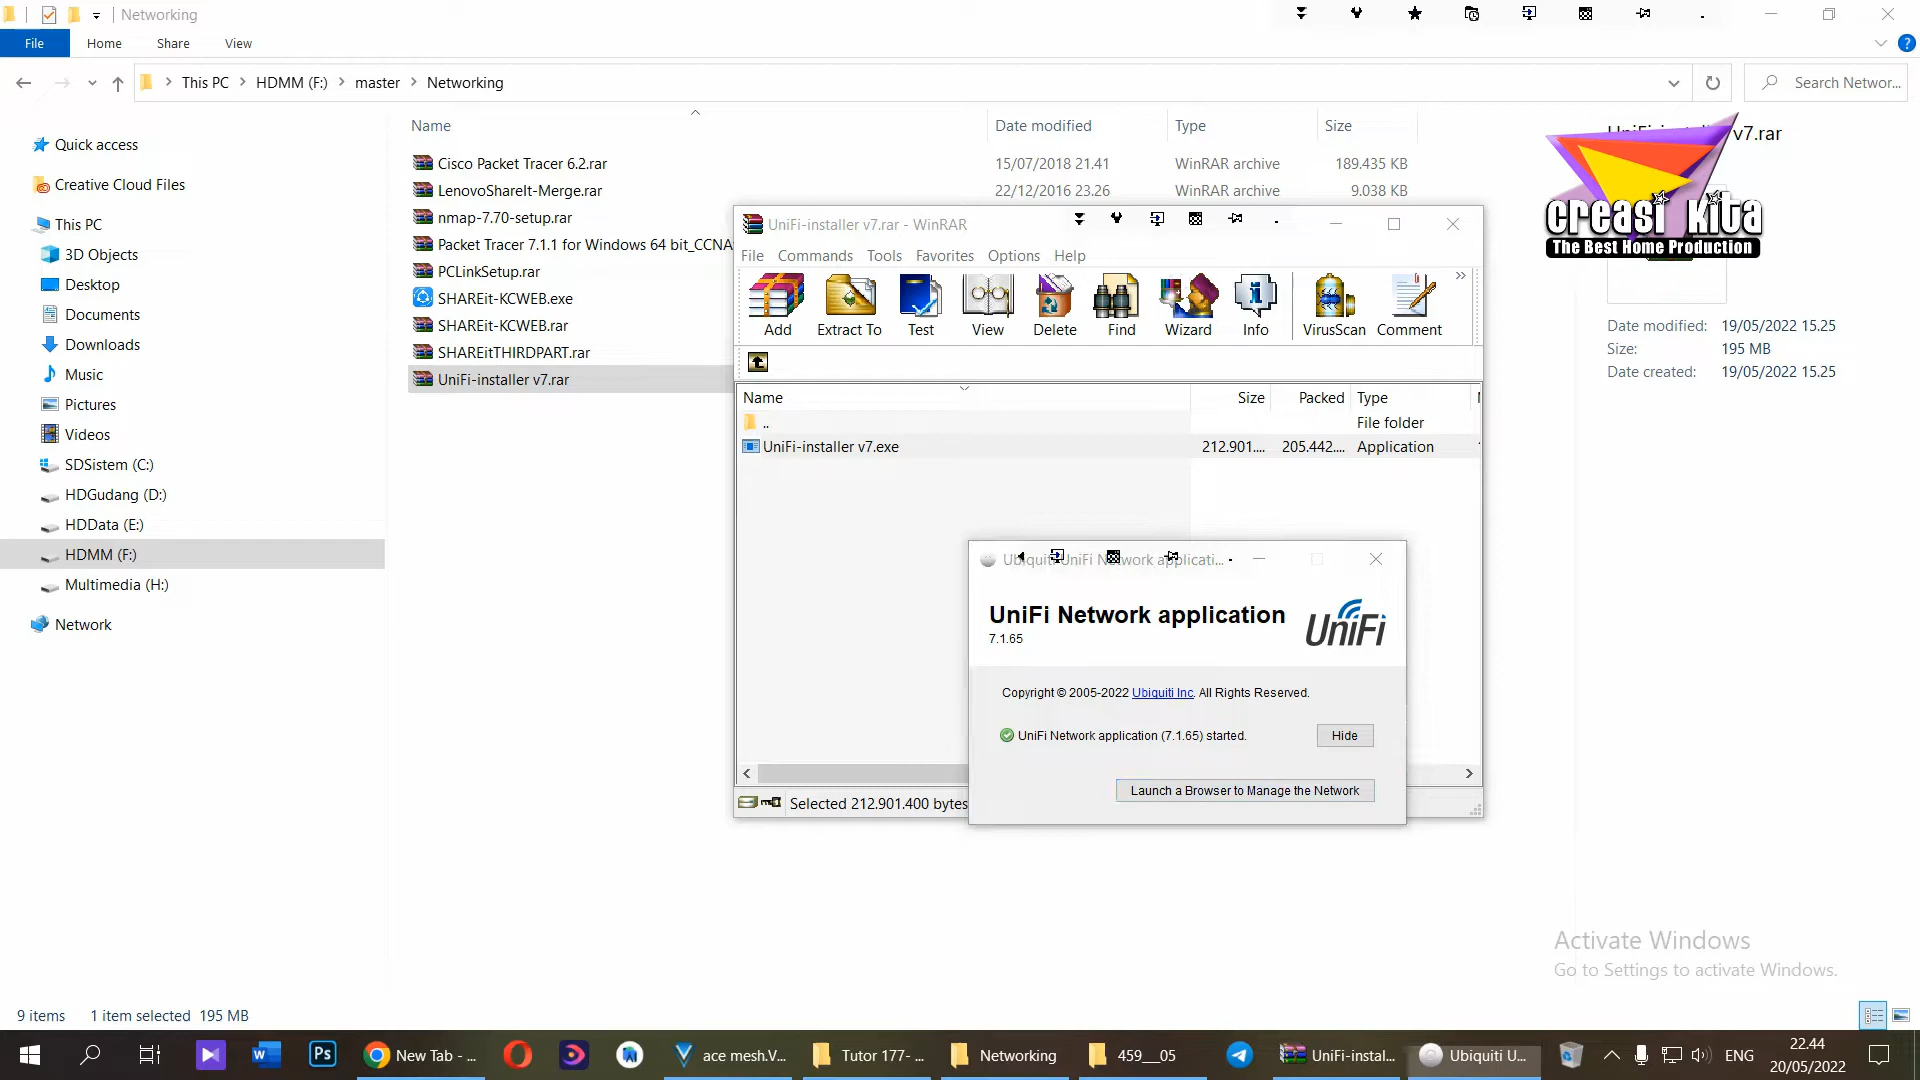 Networking
File Home Share View
This PC > HDMM (F:) > master > Networking
Search Networ...
Name Date modified Type Size
Quick access
Creative Cloud Files
This PC
3D Objects
Desktop
Documents
Downloads
Music
Pictures
Videos
SDSistem (C:)
HDGudang (D:)
HDData (E:)
HDMM (F:)
Multimedia (H:)
Network
Cisco Packet Tracer 6.2.rar 15/07/2018 21.41 WinRAR archive 189.435 KB
LenovoShareIt-Merge.rar 22/12/2016 23.26 WinRAR archive 9.038 KB
nmap-7.70-setup.rar
Packet Tracer 7.1.1 for Windows 64 bit_CCNA
PCLinkSetup.rar
SHAREit-KCWEB.exe
SHAREit-KCWEB.rar
SHAREitTHIRDPART.rar
UniFi-installer v7.rar
v7.rar
creasi kita
The Best Home Production
Date modified: 19/05/2022 15.25
Size: 195 MB
Date created: 19/05/2022 15.25
UniFi-installer v7.rar - WinRAR
File Commands Tools Favorites Options Help
Add Extract To Test View Delete Find Wizard Info VirusScan Comment
Name Size Packed Type
.. File folder
UniFi-installer v7.exe 212.901.... 205.442.... Application
Selected 212.901.400 bytes
Ubiquiti UniFi Network applicati...
UniFi Network application
7.1.65
UniFi
Copyright © 2005-2022 Ubiquiti Inc. All Rights Reserved.
UniFi Network application (7.1.65) started.
Hide
Launch a Browser to Manage the Network
Activate Windows
Go to Settings to activate Windows.
9 items 1 item selected 195 MB
Ps
New Tab - ...
ace mesh.V...
Tutor 177- ...
Networking
459__05
UniFi-instal...
Ubiquiti U...
ENG
22.44
20/05/2022